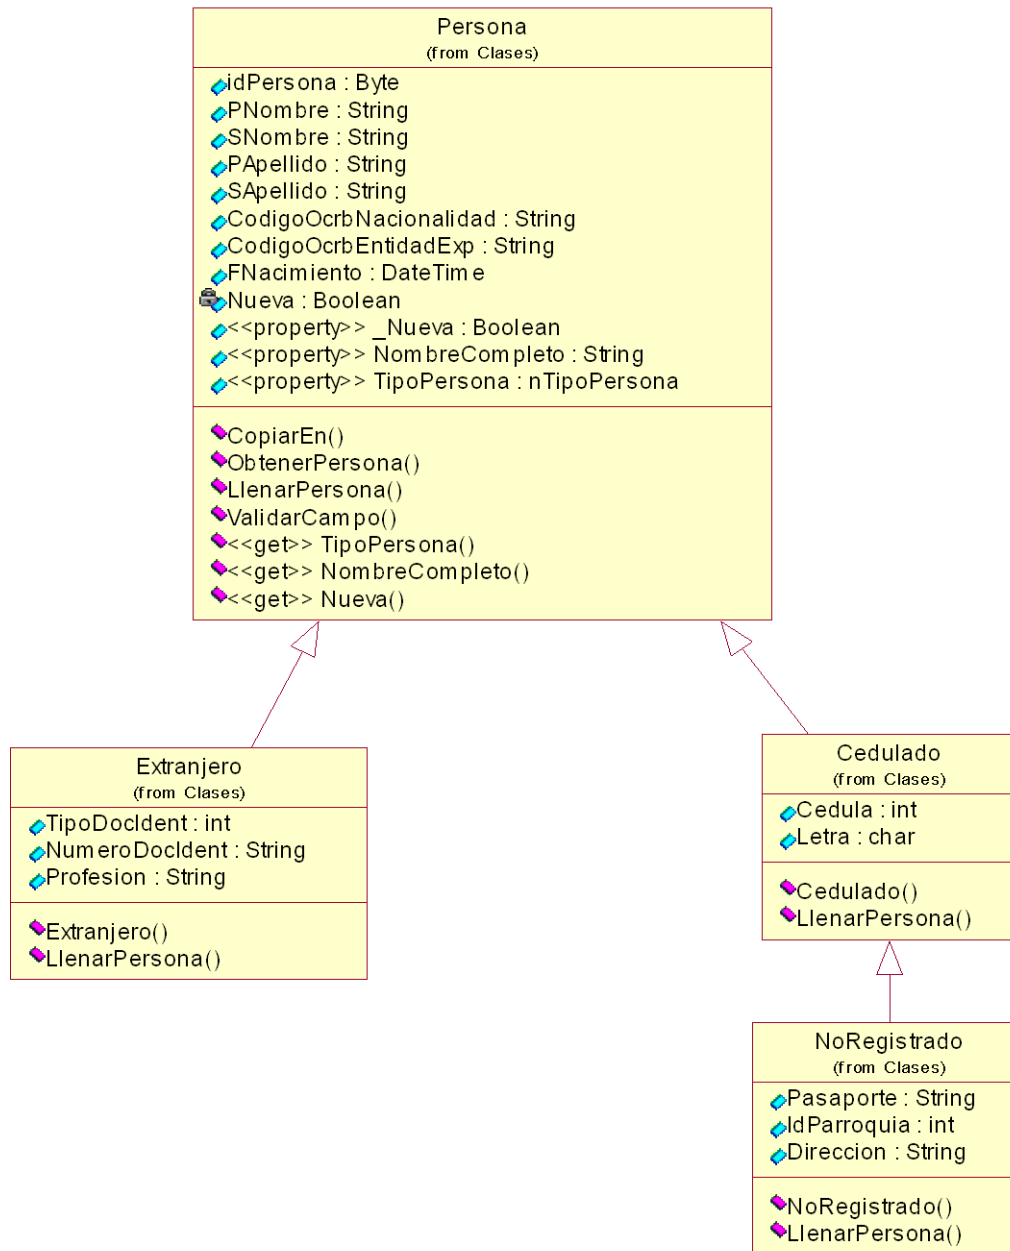 Persona
(from Clases)
idPersona : Byte
PNombre : String
SNombre : String
PApellido : String
SApellido : String
CodigoOcrbNacionalidad : String
CodigoOcrbEntidadExp : String
FNacimiento : DateTime
Nueva : Boolean
<<property>> _Nueva : Boolean
<<property>> NombreCompleto : String
<<property>> TipoPersona : nTipoPersona
CopiarEn()
ObtenerPersona()
LlenarPersona()
ValidarCampo()
<<get>> TipoPersona()
<<get>> NombreCompleto()
<<get>> Nueva()
Extranjero
(from Clases)
TipoDocIdent : int
NumeroDocIdent : String
Profesion : String
Extranjero()
LlenarPersona()
Cedulado
(from Clases)
Cedula : int
Letra : char
Cedulado()
LlenarPersona()
NoRegistrado
(from Clases)
Pasaporte : String
IdParroquia : int
Direccion : String
NoRegistrado()
LlenarPersona()